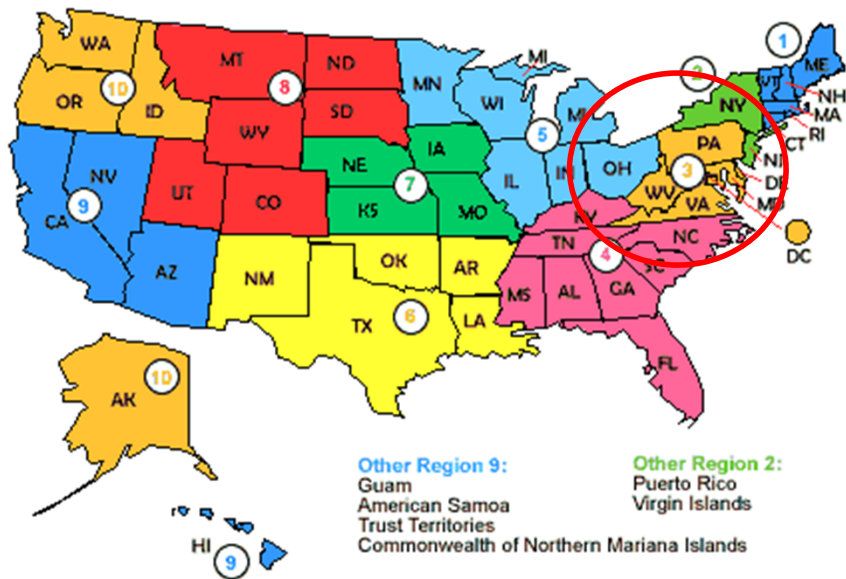 WA
MT
ND
MN
MI
1
ME
VT
NH
MA
RI
CT
2
NY
OR
10
ID
8
SD
WI
MI
WY
5
PA
NJ
NE
IA
OH
3
DE
MD
NV
UT
CO
7
IL
IN
WV
VA
DC
CA
9
KS
MO
KY
AZ
NM
OK
AR
TN
4
NC
SC
MS
AL
GA
TX
6
LA
FL
AK
10
HI
9
Other Region 9:
Guam
American Samoa
Trust Territories
Commonwealth of Northern Mariana Islands
Other Region 2:
Puerto Rico
Virgin Islands